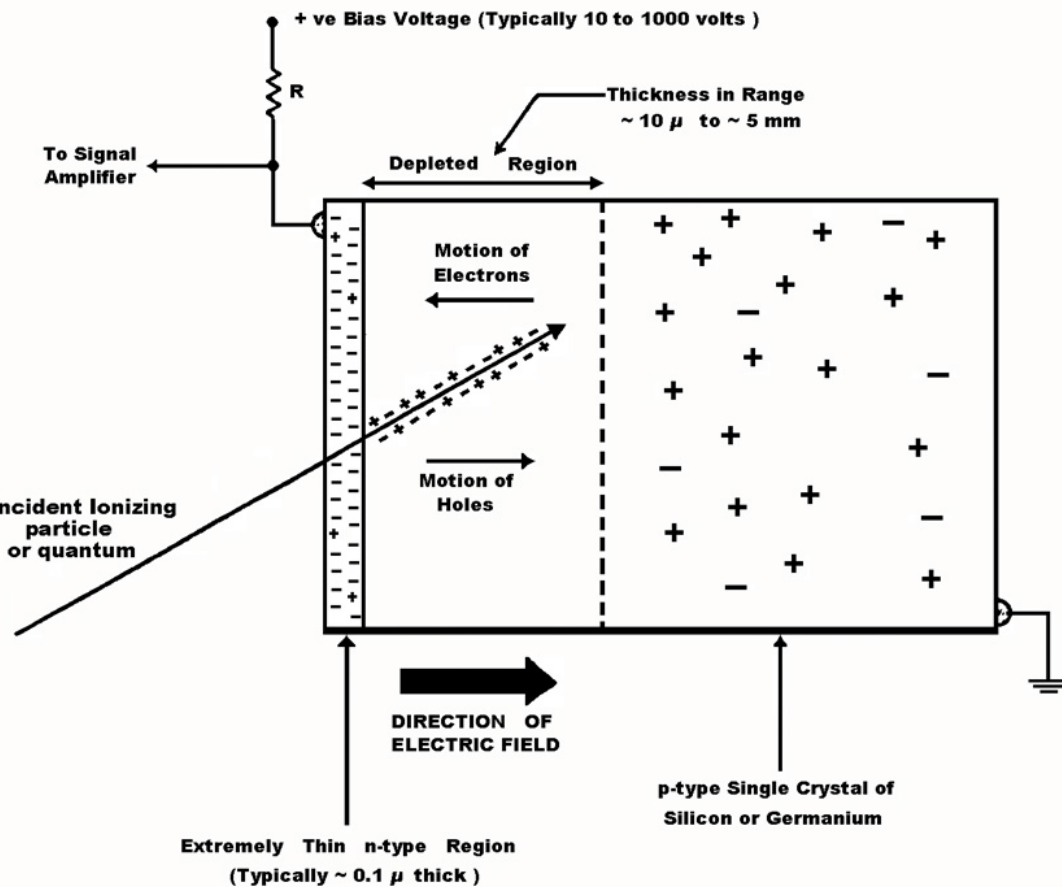 + ve Bias Voltage (Typically 10 to 1000 volts )
R
Thickness in Range
~ 10 µ to ~ 5 mm
To Signal
Amplifier
Depleted Region
Motion of
Electrons
Motion of
Holes
ncident Ionizing
particle
or quantum
DIRECTION OF
ELECTRIC FIELD
p-type Single Crystal of
Silicon or Germanium
Extremely Thin n-type Region
(Typically ~ 0.1 µ thick )